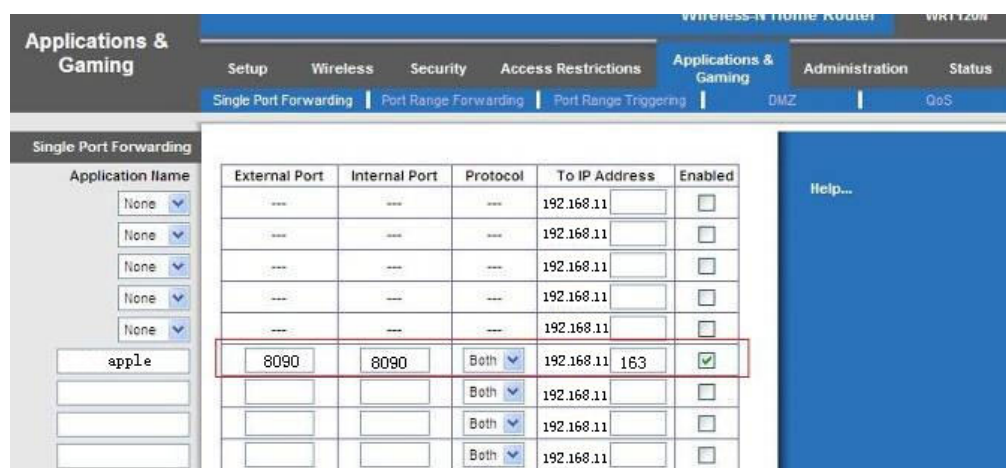 Wireless-N Home Router WRT120N
Applications & Gaming
Setup Wireless Security Access Restrictions Applications & Gaming Administration Status
Single Port Forwarding Port Range Forwarding Port Range Triggering DMZ QoS
Single Port Forwarding
Application Name External Port Internal Port Protocol To IP Address Enabled
Help...
None --- --- --- 192.168.11
None --- --- --- 192.168.11
None --- --- --- 192.168.11
None --- --- --- 192.168.11
None --- --- --- 192.168.11
apple 8090 8090 Both 192.168.11 163
Both 192.168.11
Both 192.168.11
Both 192.168.11